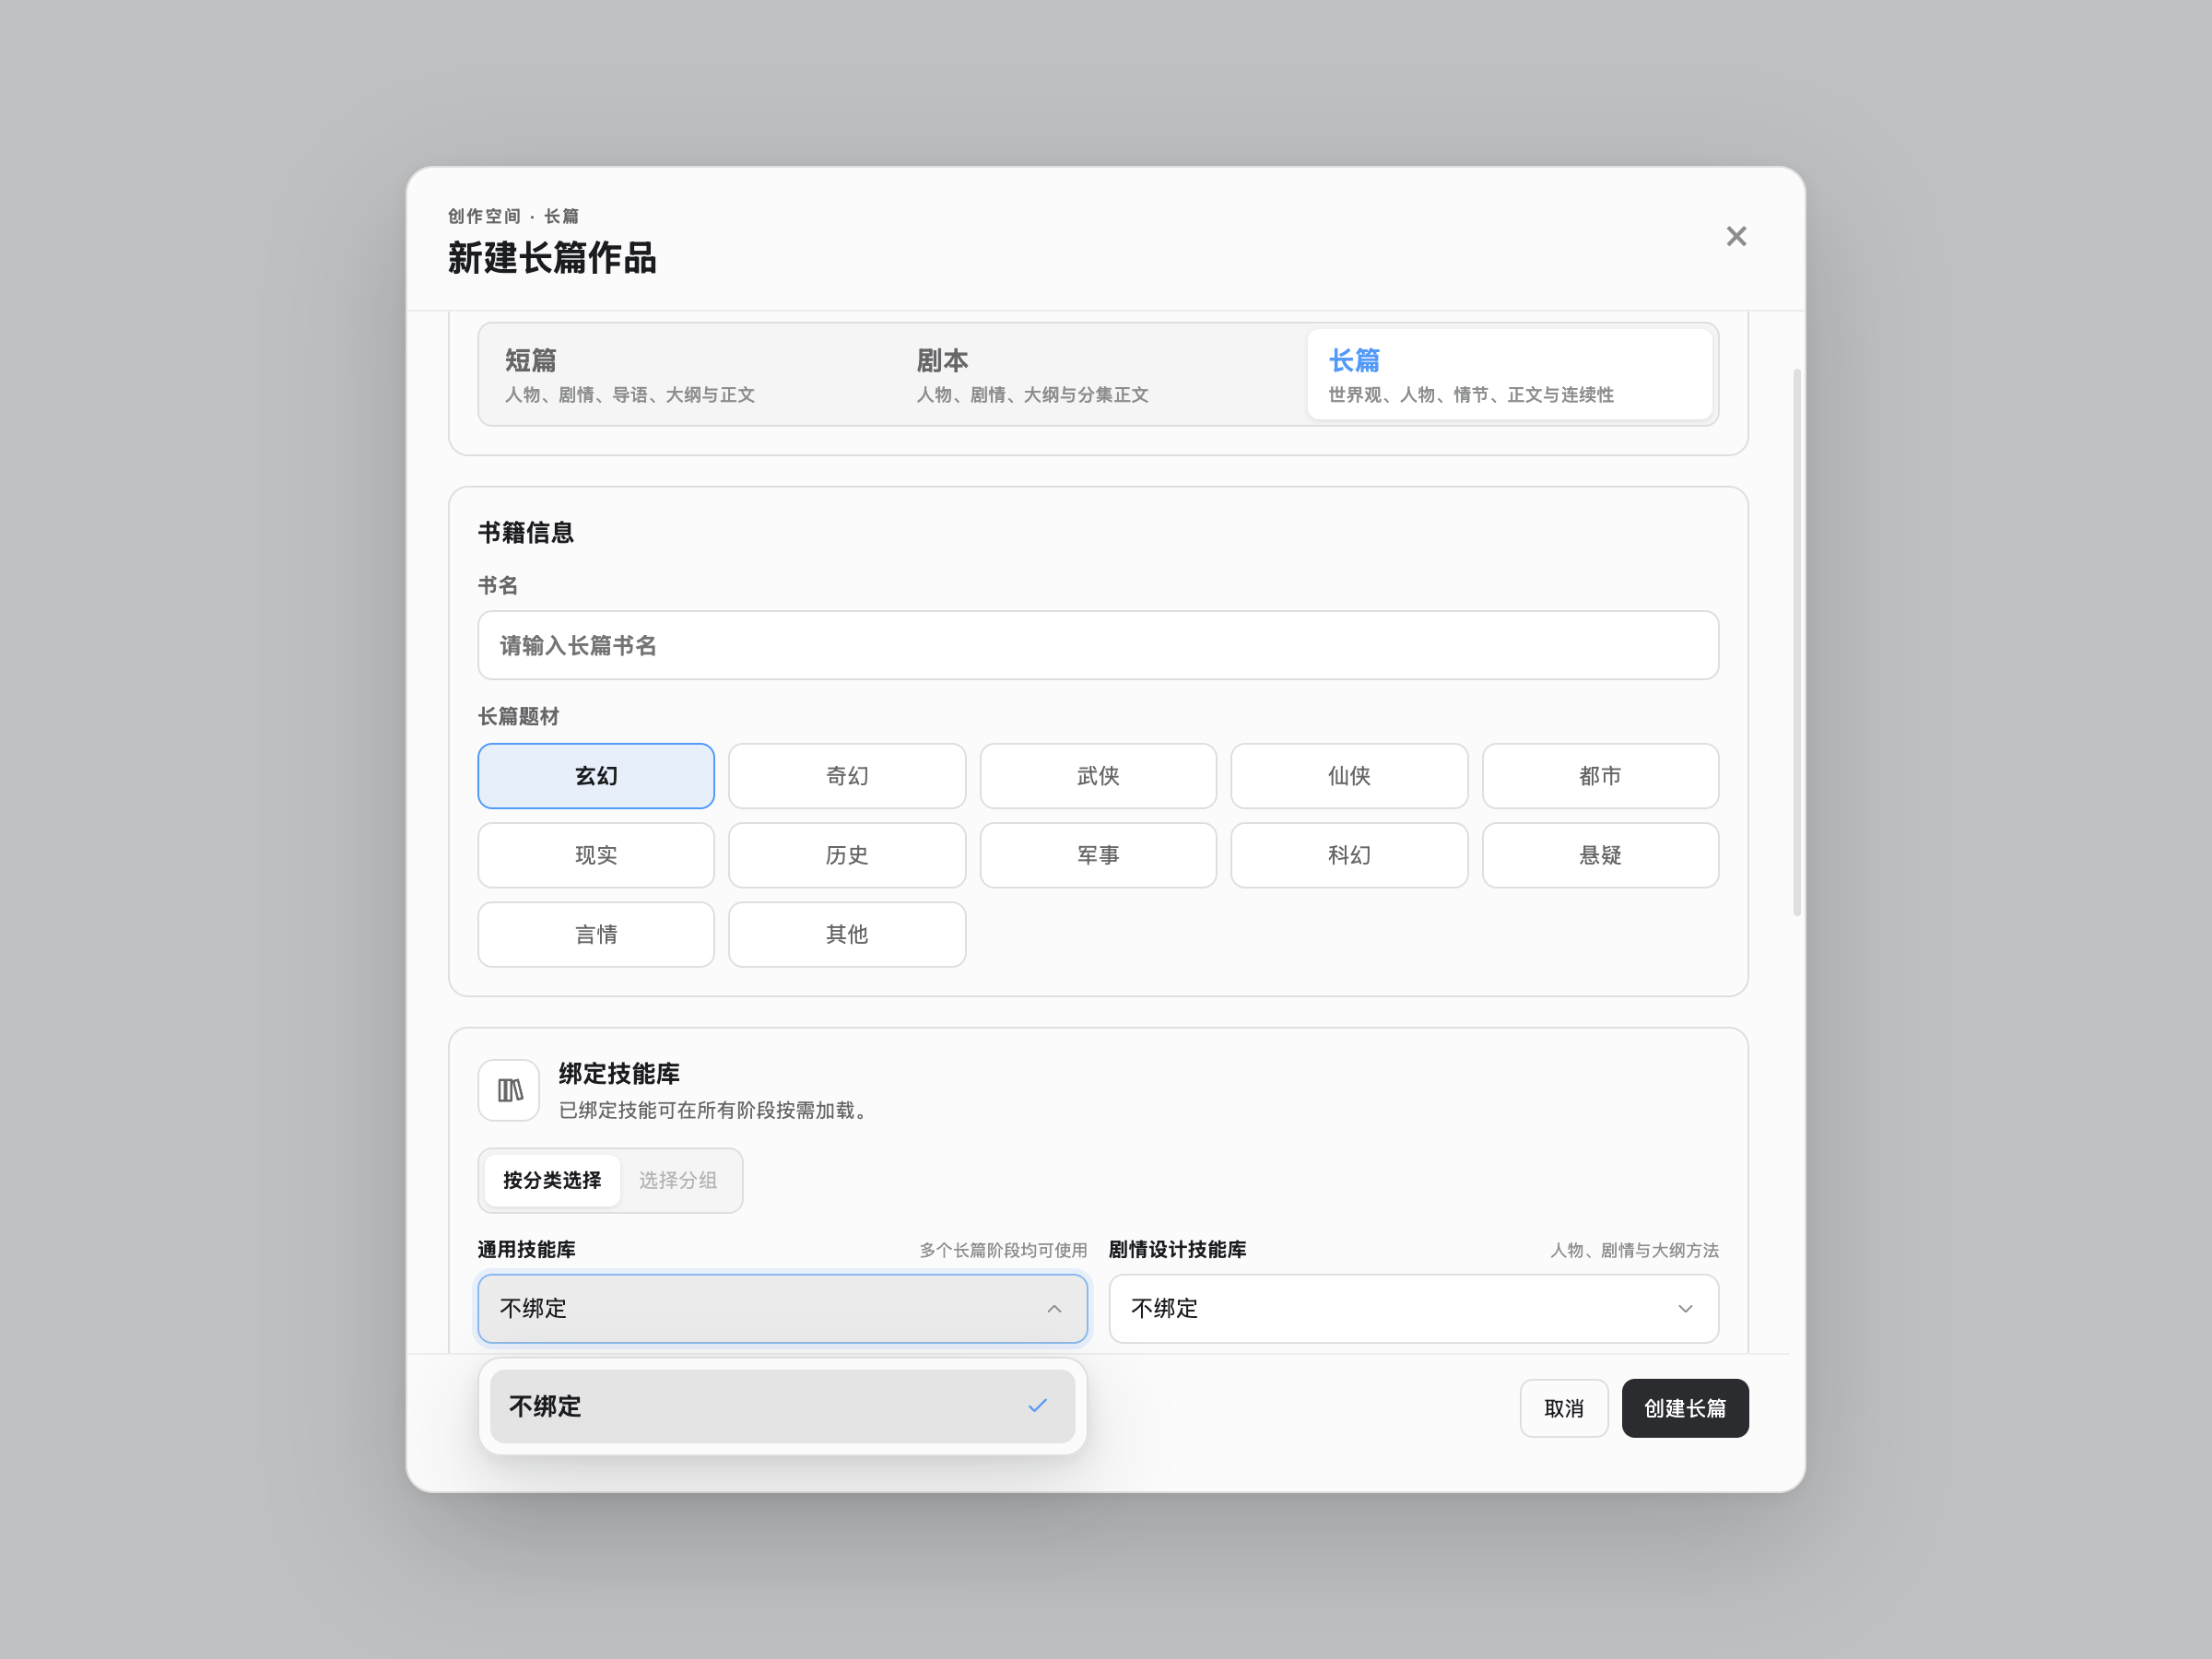 创作空间 · 长篇
新建长篇作品
短篇
人物、剧情、导语、大纲与正文
剧本
人物、剧情、大纲与分集正文
长篇
世界观、人物、情节、正文与连续性
书籍信息
书名
请输入长篇书名
长篇题材
玄幻
奇幻
武侠
仙侠
都市
现实
历史
军事
科幻
悬疑
言情
其他
绑定技能库
已绑定技能可在所有阶段按需加载。
按分类选择
选择分组
通用技能库
多个长篇阶段均可使用
剧情设计技能库
人物、剧情与大纲方法
不绑定
不绑定
不绑定
取消
创建长篇